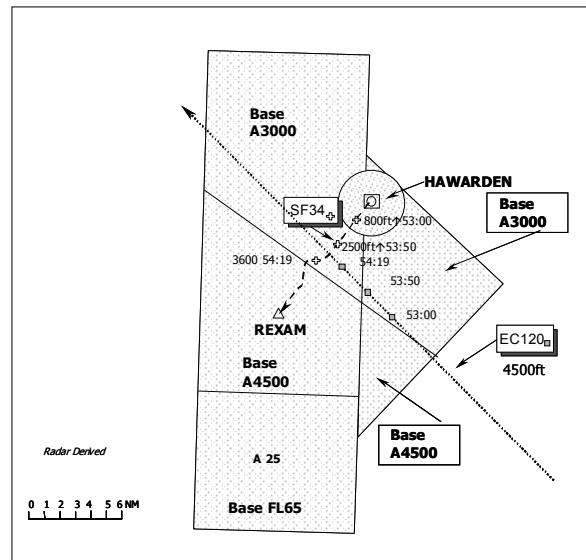 Base
A3000
HAWARDEN
SF34
800ft↑53:00
Base
A3000
2500ft↑53:50
3600 54:19
54:19
53:50
53:00
REXAM
EC120
4500ft
Base
A4500
Base
A4500
Radar Derived
A 25
Base FL65
0 1 2 3 4 5 6 NM